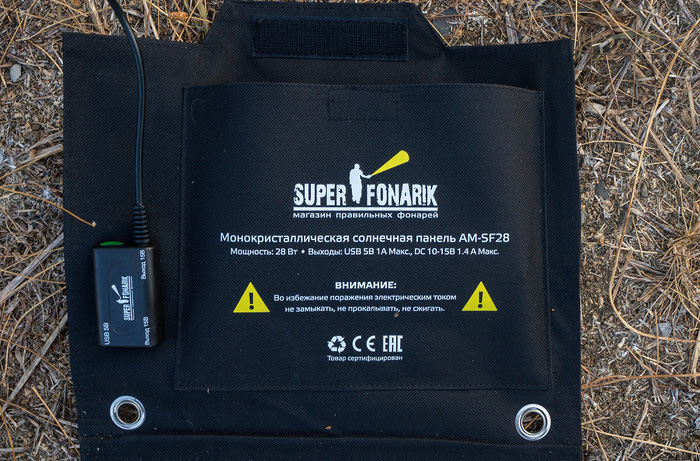 SUPER FONARIK
магазин правильных фонарей
Монокристаллическая солнечная панель AM-SF28
Мощность: 28 Вт • Выходы: USB 5В 1А Макс., DC 10-15В 1.4 А Макс.
ВНИМАНИЕ:
Во избежание поражения электрическим током
не замыкать, не прокалывать, не сжигать.
CE EAC
Товар сертифицирован
USB 5В
SUPER FONARIK
Выход 15В
Выход 15В